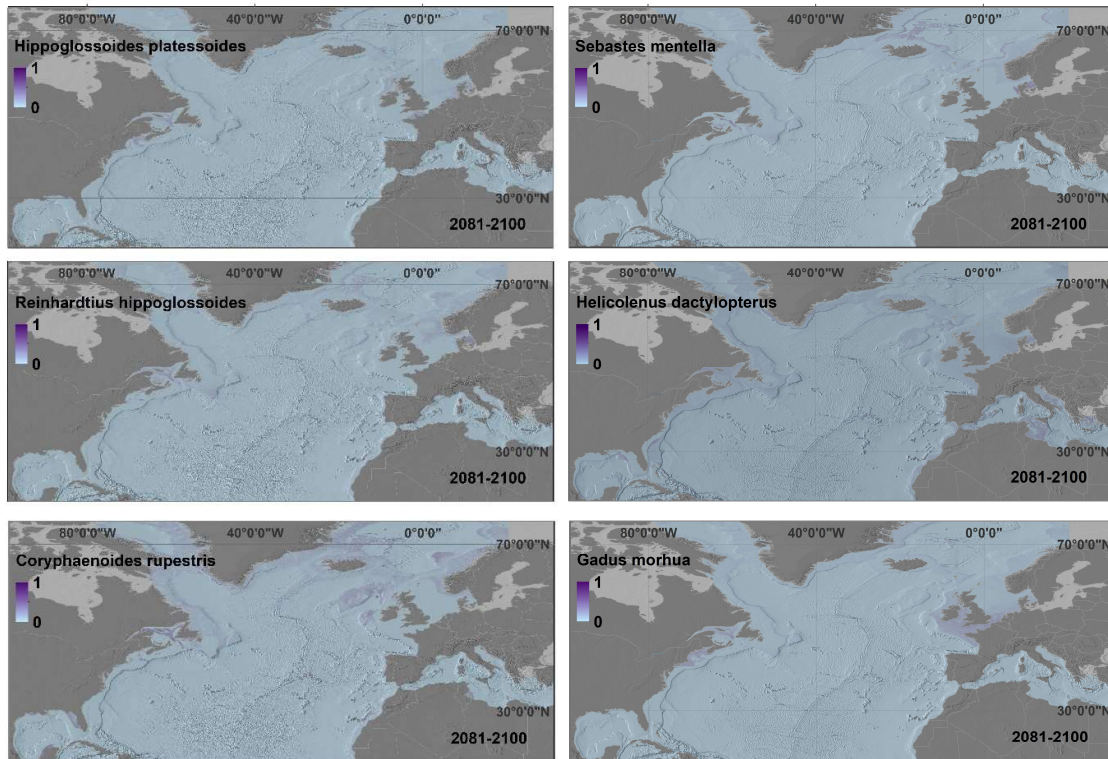 80°0'0"W 40°0'0"W 0°0'0"
70°0'0"N
Hippoglossoides platessoides
1
0
30°0'0"N
2081-2100
80°0'0"W 40°0'0"W 0°0'0"
70°0'0"N
Sebastes mentella
1
0
30°0'0"N
2081-2100
80°0'0"W 40°0'0"W 0°0'0"
70°0'0"N
Reinhardtius hippoglossoides
1
0
30°0'0"N
2081-2100
80°0'0"W 40°0'0"W 0°0'0"
70°0'0"N
Helicolenus dactylopterus
1
0
30°0'0"N
2081-2100
80°0'0"W 40°0'0"W 0°0'0"
70°0'0"N
Coryphaenoides rupestris
1
0
30°0'0"N
2081-2100
80°0'0"W 40°0'0"W 0°0'0"
70°0'0"N
Gadus morhua
1
0
30°0'0"N
2081-2100